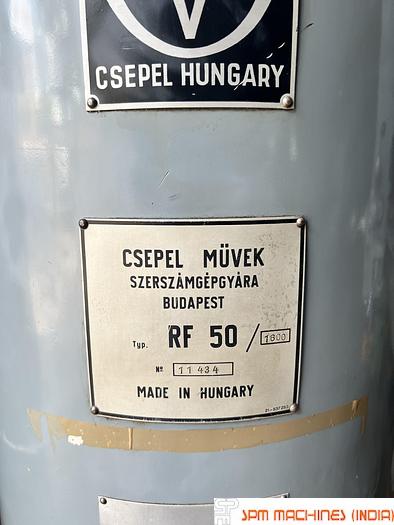 V
CSEPEL HUNGARY
CSEPEL MÜVEK
SZERSZÁMGÉPGYÁRA
BUDAPEST
Typ. RF 50 / 1600
Nº 11434
MADE IN HUNGARY
SPM MACHINES (INDIA)